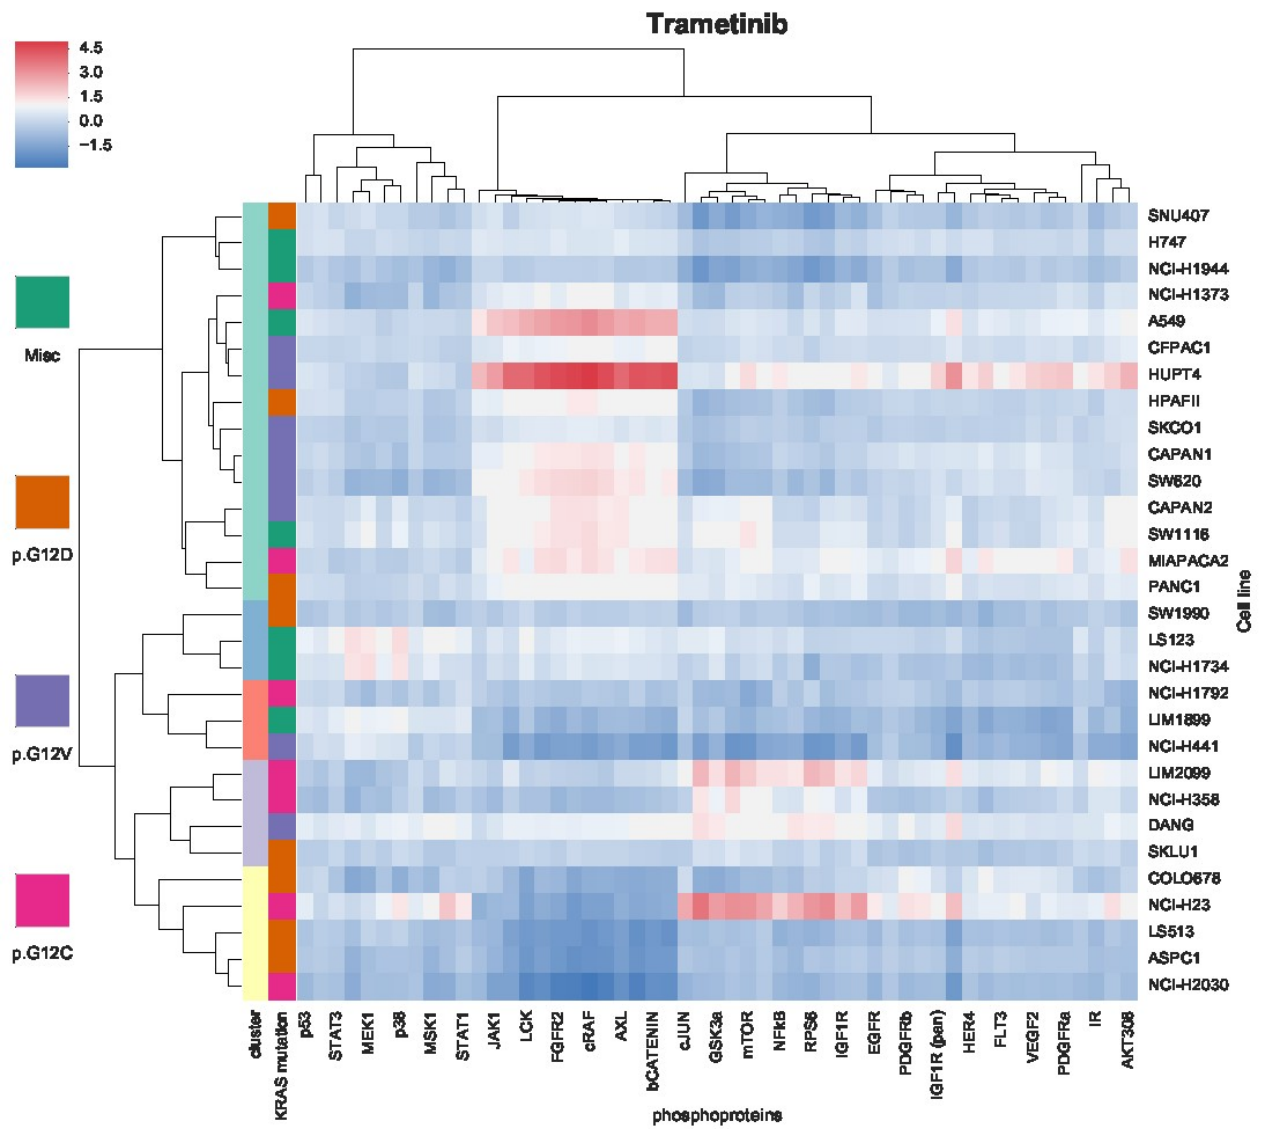 Trametinib
4.5
3.0
1.5
0.0
−1.5
Misc
p.G12D
p.G12V
p.G12C
SNU407
H747
NCI-H1944
NCI-H1373
A549
CFPAC1
HUPT4
HPAFII
SKCO1
CAPAN1
SW620
CAPAN2
SW1116
MIAPACA2
PANC1
SW1990
LS123
NCI-H1734
NCI-H1792
LIM1899
NCI-H441
LIM2099
NCI-H358
DANG
SKLU1
COLO678
NCI-H23
LS513
ASPC1
NCI-H2030
Cell line
cluster
KRAS mutation
p53
STAT3
MEK1
p38
MSK1
STAT1
JAK1
LCK
FGFR2
cRAF
AXL
bCATENIN
cJUN
GSK3a
mTOR
NFkB
RPS6
IGF1R
EGFR
PDGFRb
IGF1R (pan)
HER4
FLT3
VEGF2
PDGFRa
IR
AKT308
phosphoproteins